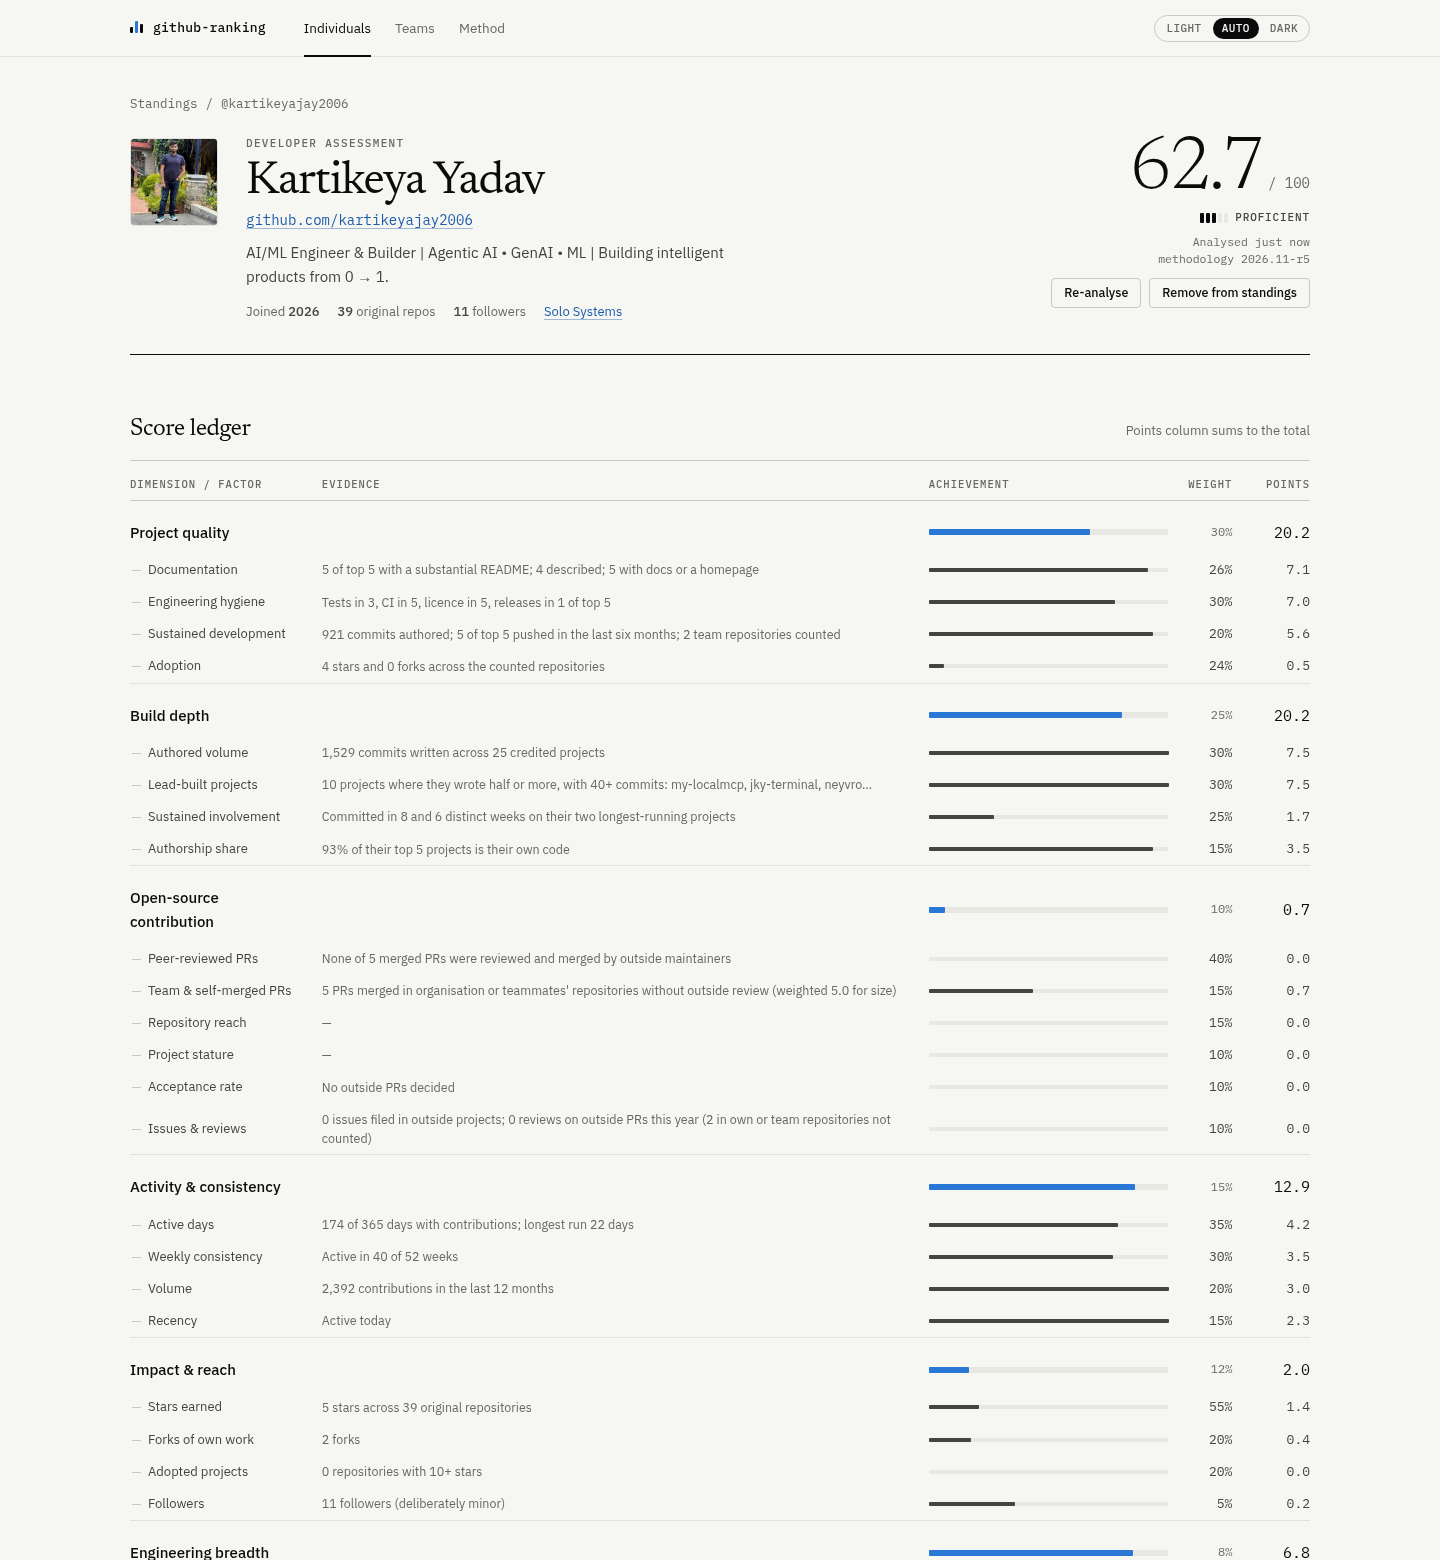 github-ranking Individuals Teams Method LIGHT AUTO DARK
Standings / @kartikeyajay2006
DEVELOPER ASSESSMENT
Kartikeya Yadav
github.com/kartikeyajay2006
AI/ML Engineer & Builder | Agentic AI • GenAI • ML | Building intelligent
products from 0 → 1.
Joined 2026 39 original repos 11 followers Solo Systems
62.7 / 100
PROFICIENT
Analysed just now
methodology 2026.11-r5
Re-analyse Remove from standings
Score ledger Points column sums to the total
DIMENSION / FACTOR EVIDENCE ACHIEVEMENT WEIGHT POINTS
Project quality 30% 20.2
— Documentation 5 of top 5 with a substantial README; 4 described; 5 with docs or a homepage 26% 7.1
— Engineering hygiene Tests in 3, CI in 5, licence in 5, releases in 1 of top 5 30% 7.0
— Sustained development 921 commits authored; 5 of top 5 pushed in the last six months; 2 team repositories counted 20% 5.6
— Adoption 4 stars and 0 forks across the counted repositories 24% 0.5
Build depth 25% 20.2
— Authored volume 1,529 commits written across 25 credited projects 30% 7.5
— Lead-built projects 10 projects where they wrote half or more, with 40+ commits: my-localmcp, jky-terminal, neyvro… 30% 7.5
— Sustained involvement Committed in 8 and 6 distinct weeks on their two longest-running projects 25% 1.7
— Authorship share 93% of their top 5 projects is their own code 15% 3.5
Open-source
contribution 10% 0.7
— Peer-reviewed PRs None of 5 merged PRs were reviewed and merged by outside maintainers 40% 0.0
— Team & self-merged PRs 5 PRs merged in organisation or teammates' repositories without outside review (weighted 5.0 for size) 15% 0.7
— Repository reach — 15% 0.0
— Project stature — 10% 0.0
— Acceptance rate No outside PRs decided 10% 0.0
— Issues & reviews 0 issues filed in outside projects; 0 reviews on outside PRs this year (2 in own or team repositories not
counted) 10% 0.0
Activity & consistency 15% 12.9
— Active days 174 of 365 days with contributions; longest run 22 days 35% 4.2
— Weekly consistency Active in 40 of 52 weeks 30% 3.5
— Volume 2,392 contributions in the last 12 months 20% 3.0
— Recency Active today 15% 2.3
Impact & reach 12% 2.0
— Stars earned 5 stars across 39 original repositories 55% 1.4
— Forks of own work 2 forks 20% 0.4
— Adopted projects 0 repositories with 10+ stars 20% 0.0
— Followers 11 followers (deliberately minor) 5% 0.2
Engineering breadth 8% 6.8